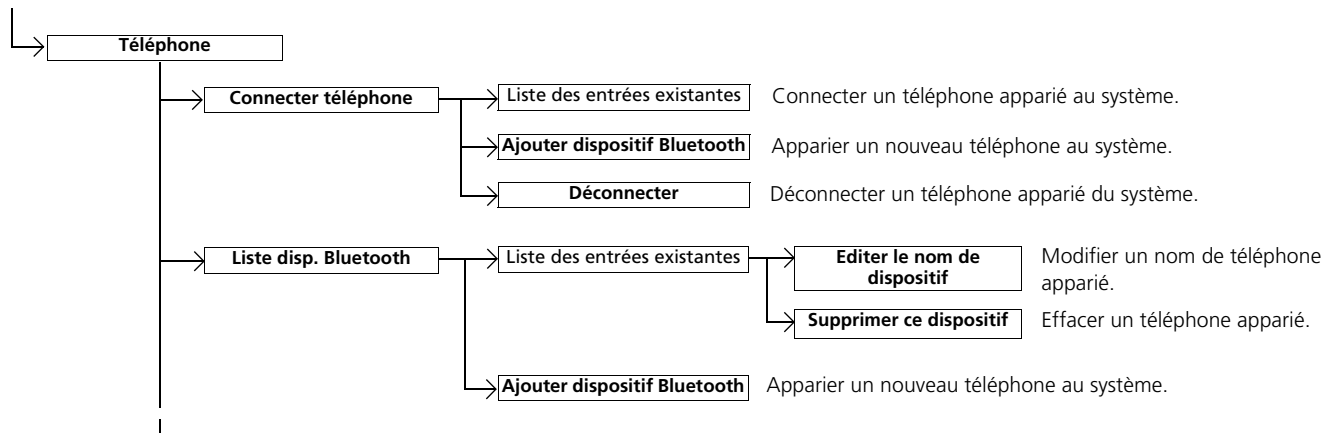 Téléphone
Connecter téléphone
Liste des entrées existantes
Connecter un téléphone apparié au système.
Ajouter dispositif Bluetooth
Apparier un nouveau téléphone au système.
Déconnecter
Déconnecter un téléphone apparié du système.
Liste disp. Bluetooth
Liste des entrées existantes
Editer le nom de
dispositif
Modifier un nom de téléphone
apparié.
Supprimer ce dispositif
Effacer un téléphone apparié.
Ajouter dispositif Bluetooth
Apparier un nouveau téléphone au système.